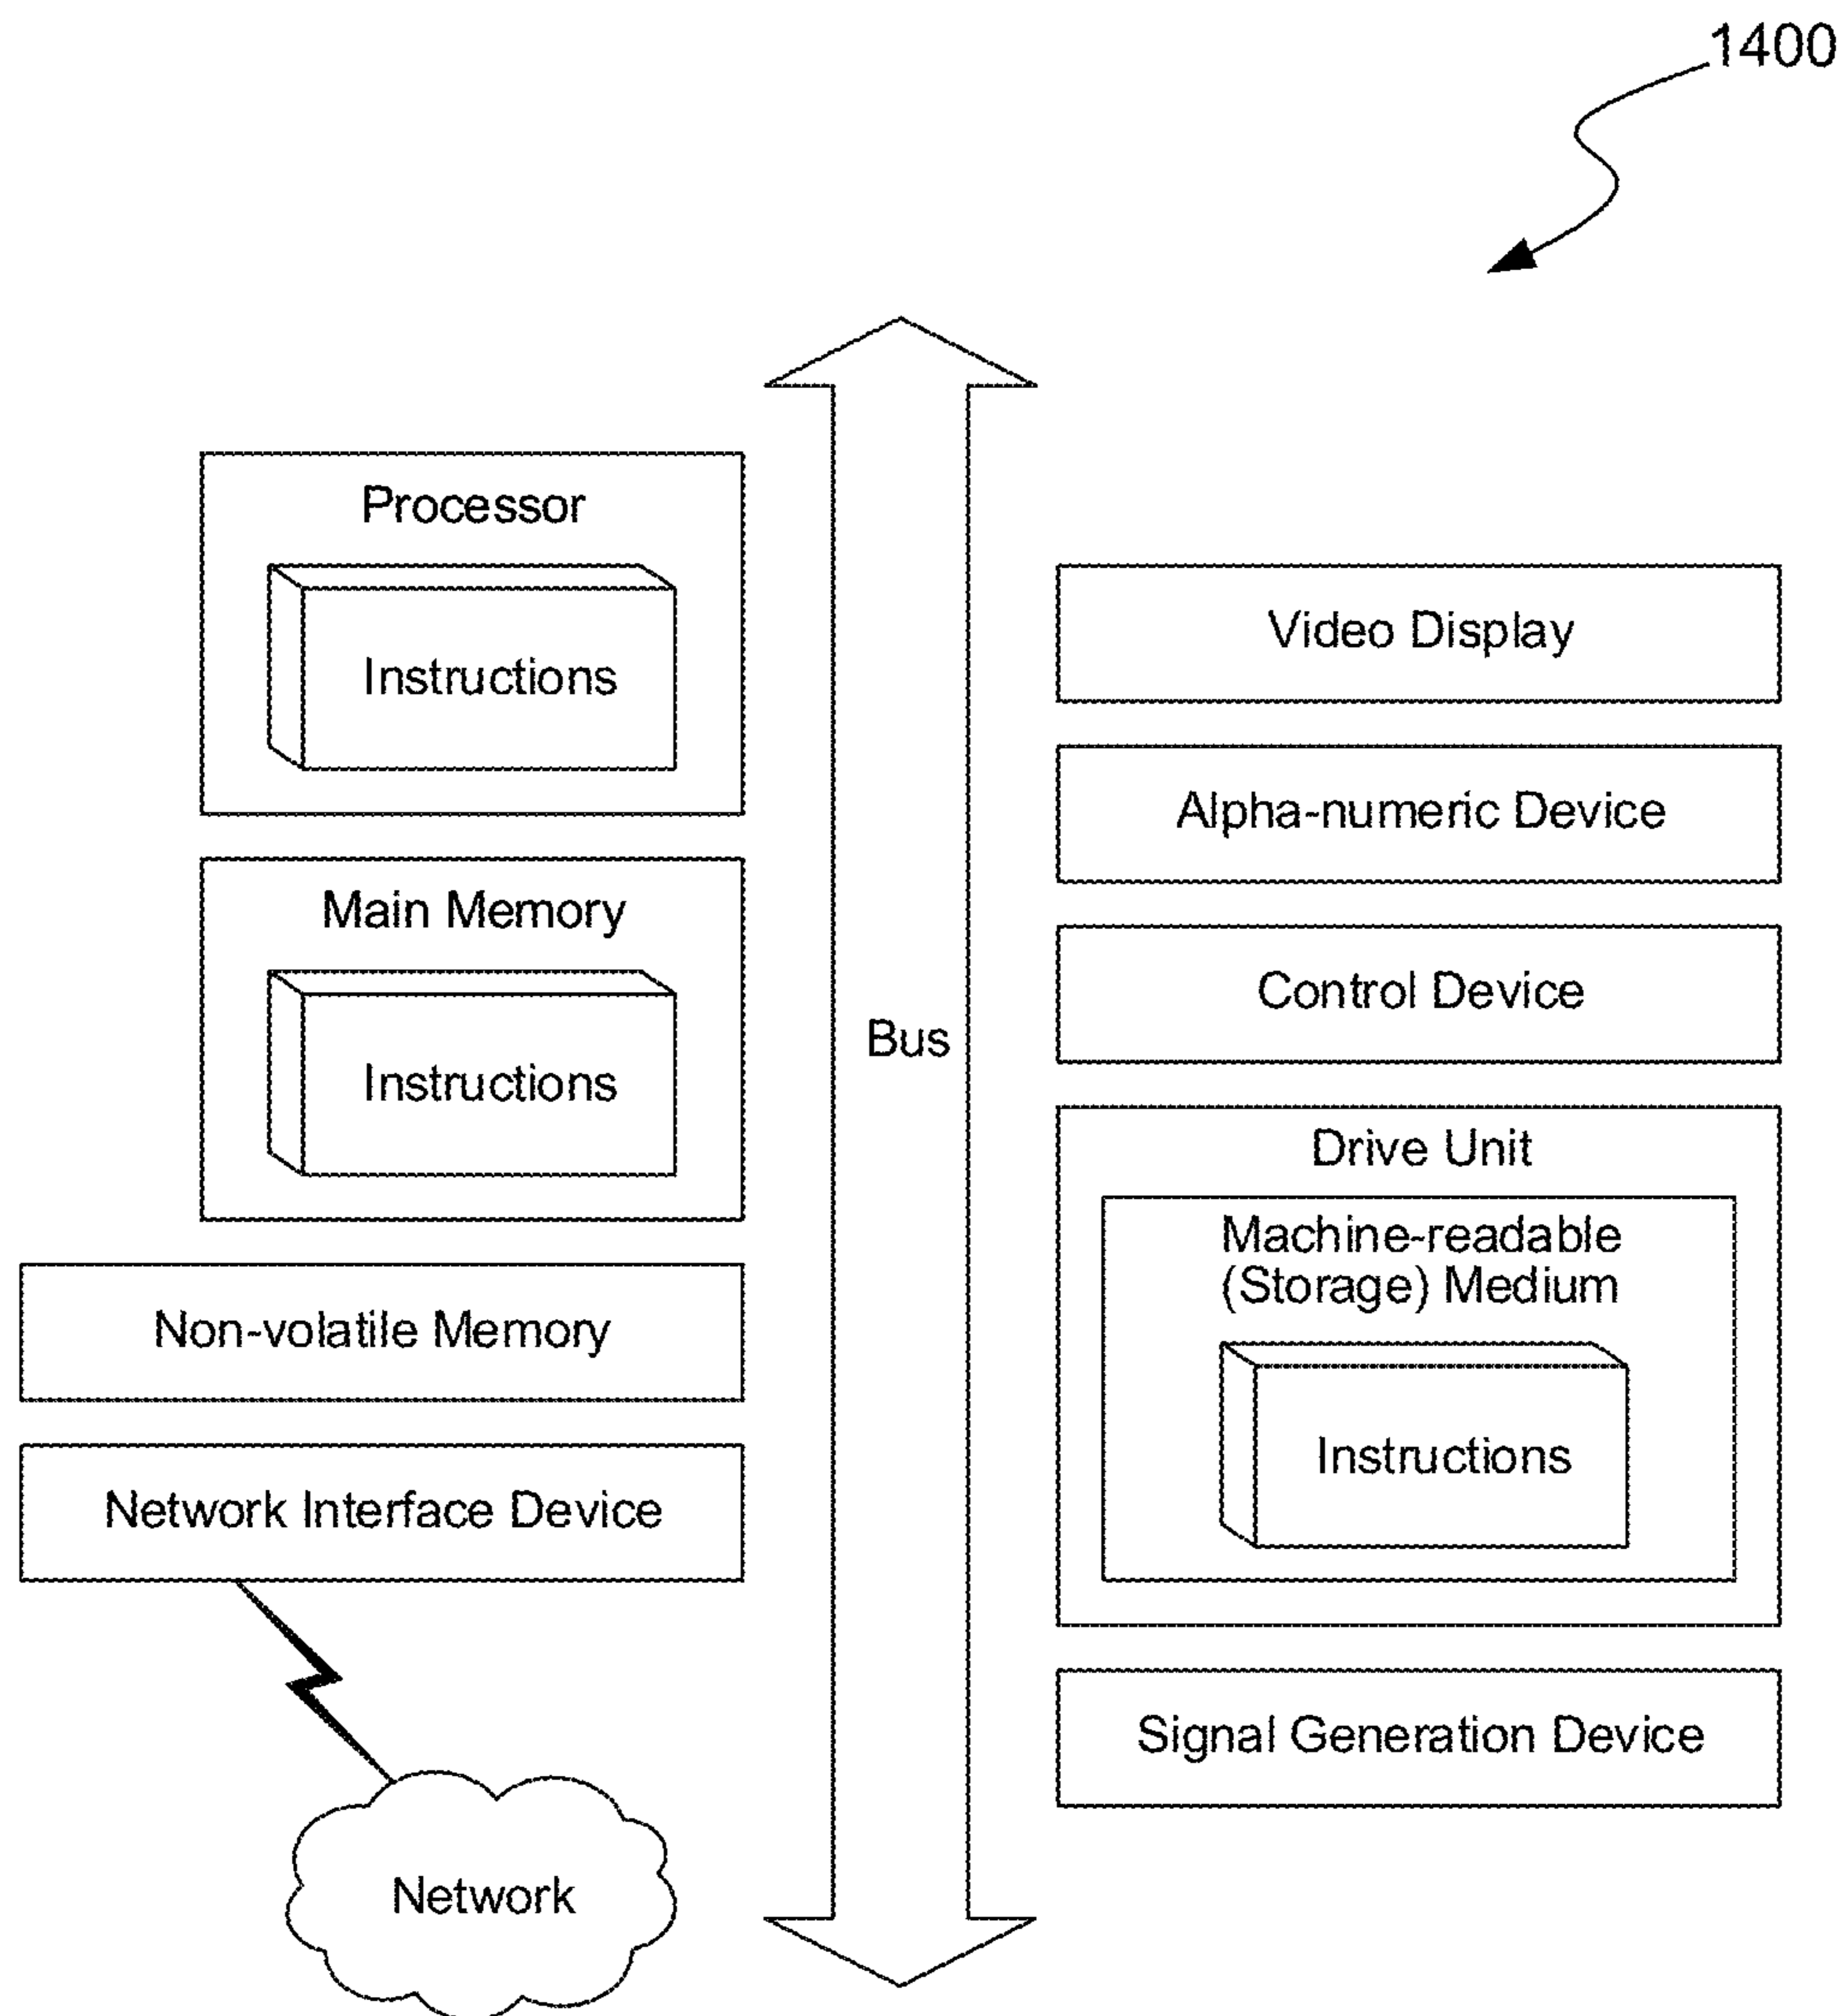 1400
Processor
Instructions
Main Memory
Instructions
Non-volatile Memory
Network Interface Device
Network
Bus
Video Display
Alpha-numeric Device
Control Device
Drive Unit
Machine-readable
(Storage) Medium
Instructions
Signal Generation Device